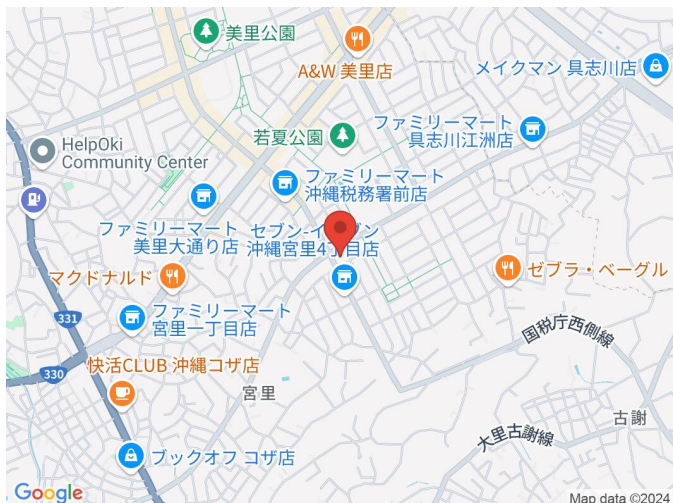 美里公園
A&W 美里店
メイクマン 具志川店
若夏公園
ファミリーマート
具志川江洲店
HelpOki
Community Center
ファミリーマート
沖縄税務署前店
ファミリーマート
美里大通り店
セブン-イ
ブン
沖縄宮里4丁目店
マクドナルド
ゼブラ・ベーグル
331
ファミリーマート
宮里一丁目店
国税庁西側線
330
快活CLUB 沖縄コザ店
宮里
古謝
大里古謝線
ブックオフ コザ店
Google
Map data ©2024